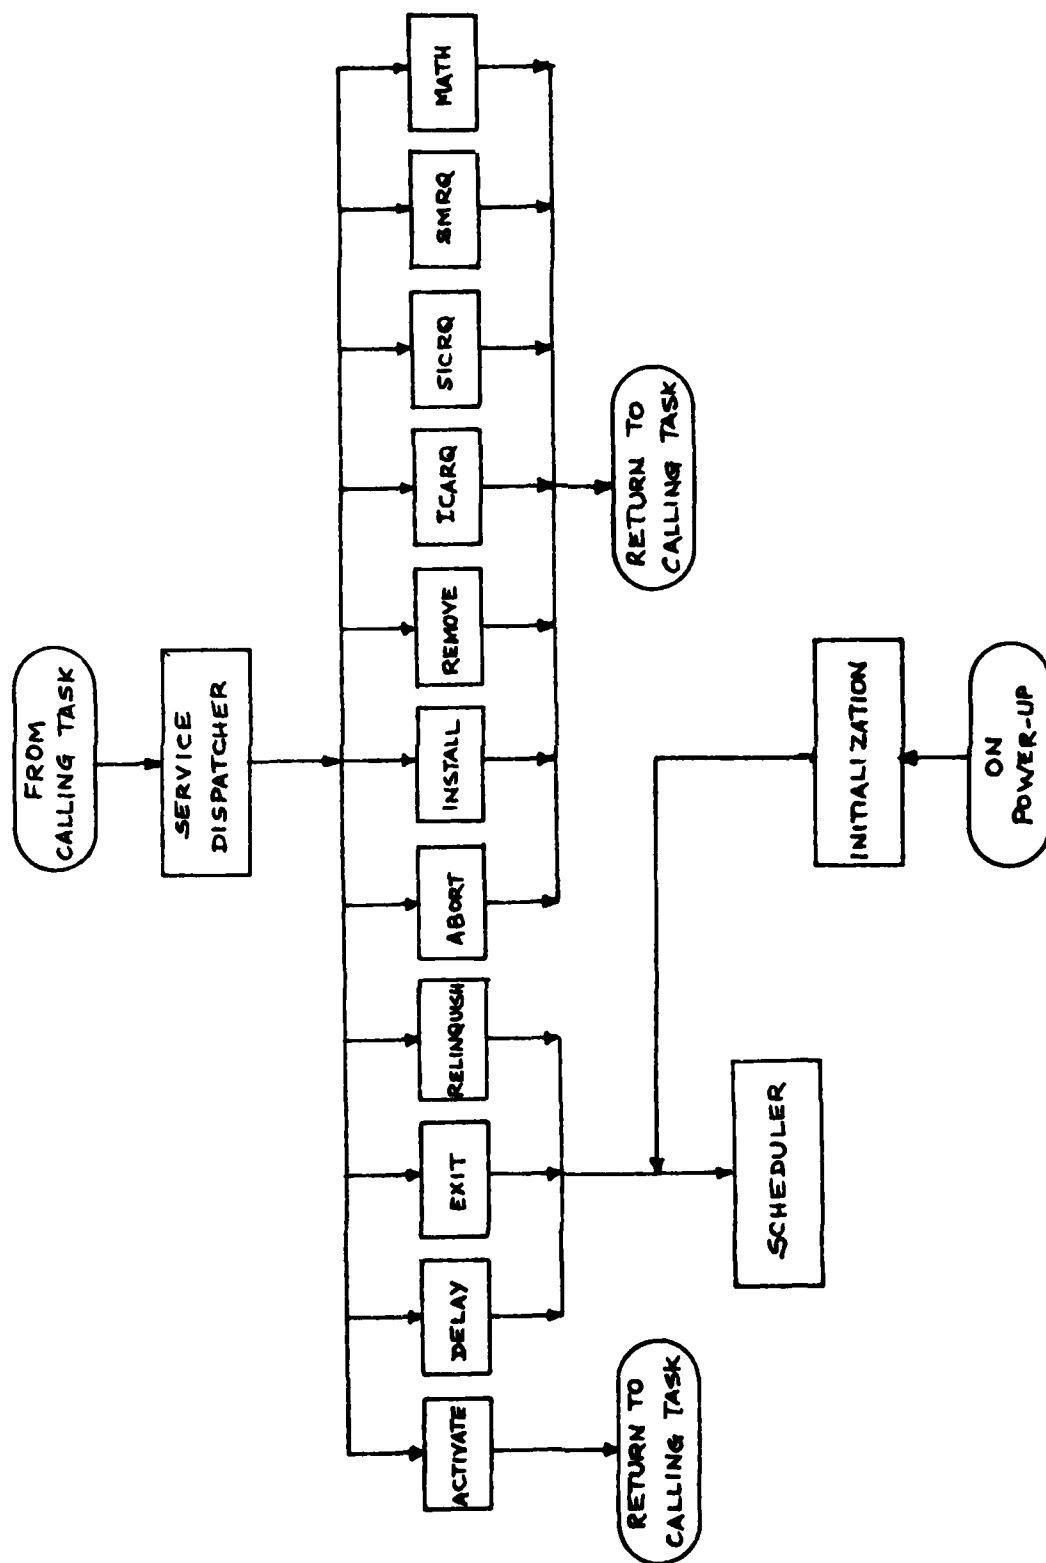 FROM
CALLING TASK
SERVICE
DISPATCHER
ACTIVATE
DELAY
EXIT
RELINQUISH
ABORT
INSTALL
REMOVE
ICARQ
SICRQ
SMRQ
MATH
RETURN TO
CALLING TASK
RETURN TO
CALLING TASK
SCHEDULER
INITIALIZATION
ON
POWER-UP